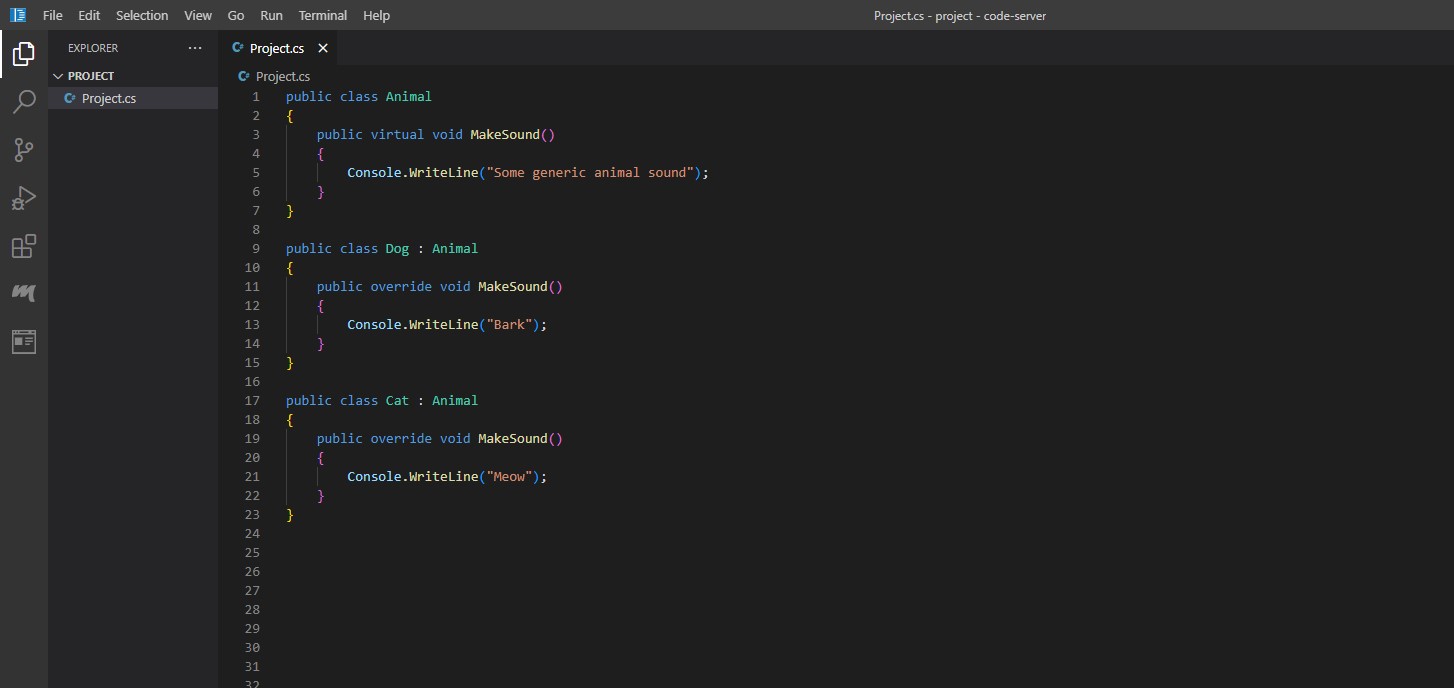 File Edit Selection View Go Run Terminal Help Project.cs - project - code-server
EXPLORER ··· C# Project.cs ×
PROJECT C# Project.cs
C# Project.cs
1 public class Animal
2 {
3     public virtual void MakeSound()
4     {
5         Console.WriteLine("Some generic animal sound");
6     }
7 }
8
9 public class Dog : Animal
10 {
11     public override void MakeSound()
12     {
13         Console.WriteLine("Bark");
14     }
15 }
16
17 public class Cat : Animal
18 {
19     public override void MakeSound()
20     {
21         Console.WriteLine("Meow");
22     }
23 }
24
25
26
27
28
29
30
31
32